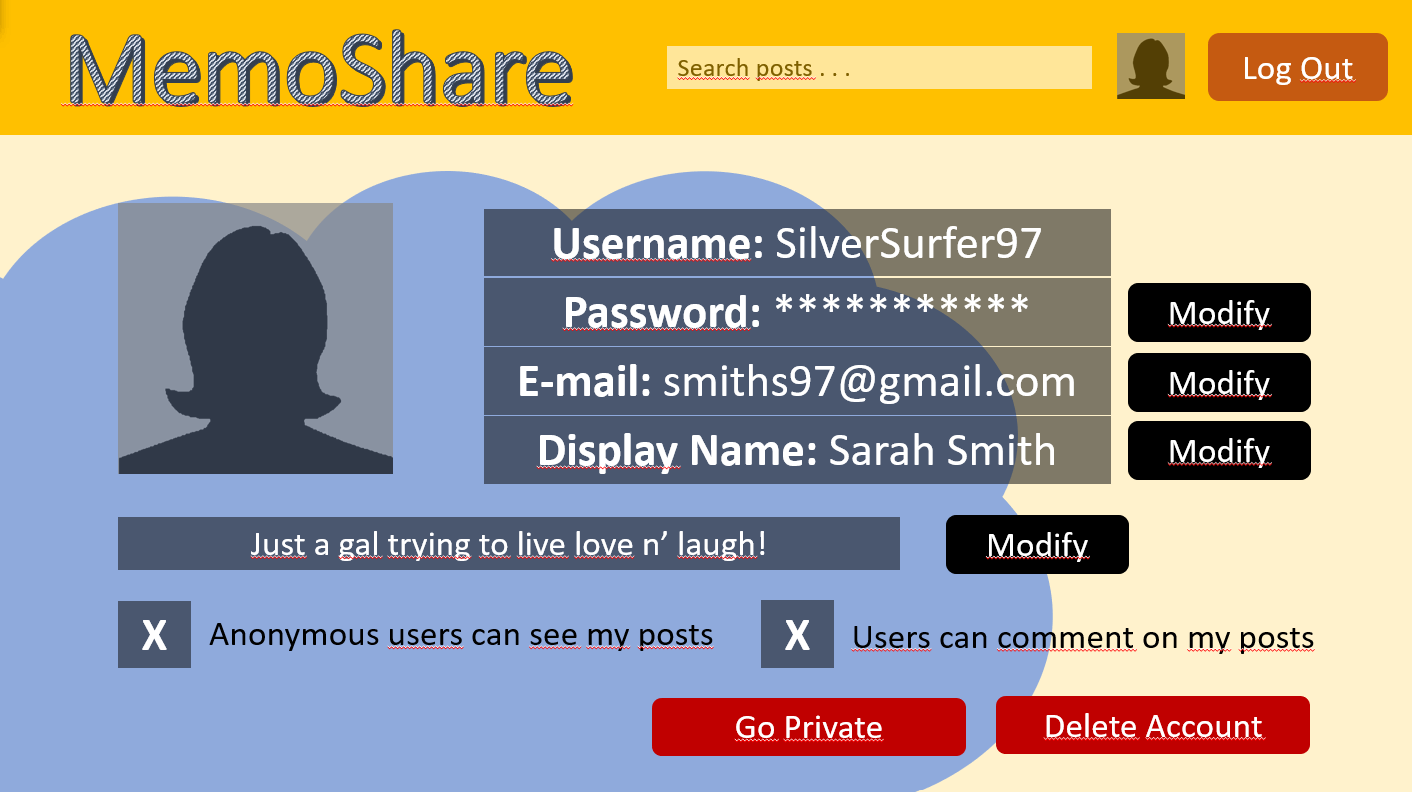 MemoShare
Search posts . . .
Log Out
Username: SilverSurfer97
Password: ***********
Modify
E-mail: smiths97@gmail.com
Modify
Display Name: Sarah Smith
Modify
Just a gal trying to live love n’ laugh!
Modify
X Anonymous users can see my posts
X Users can comment on my posts
Go Private
Delete Account